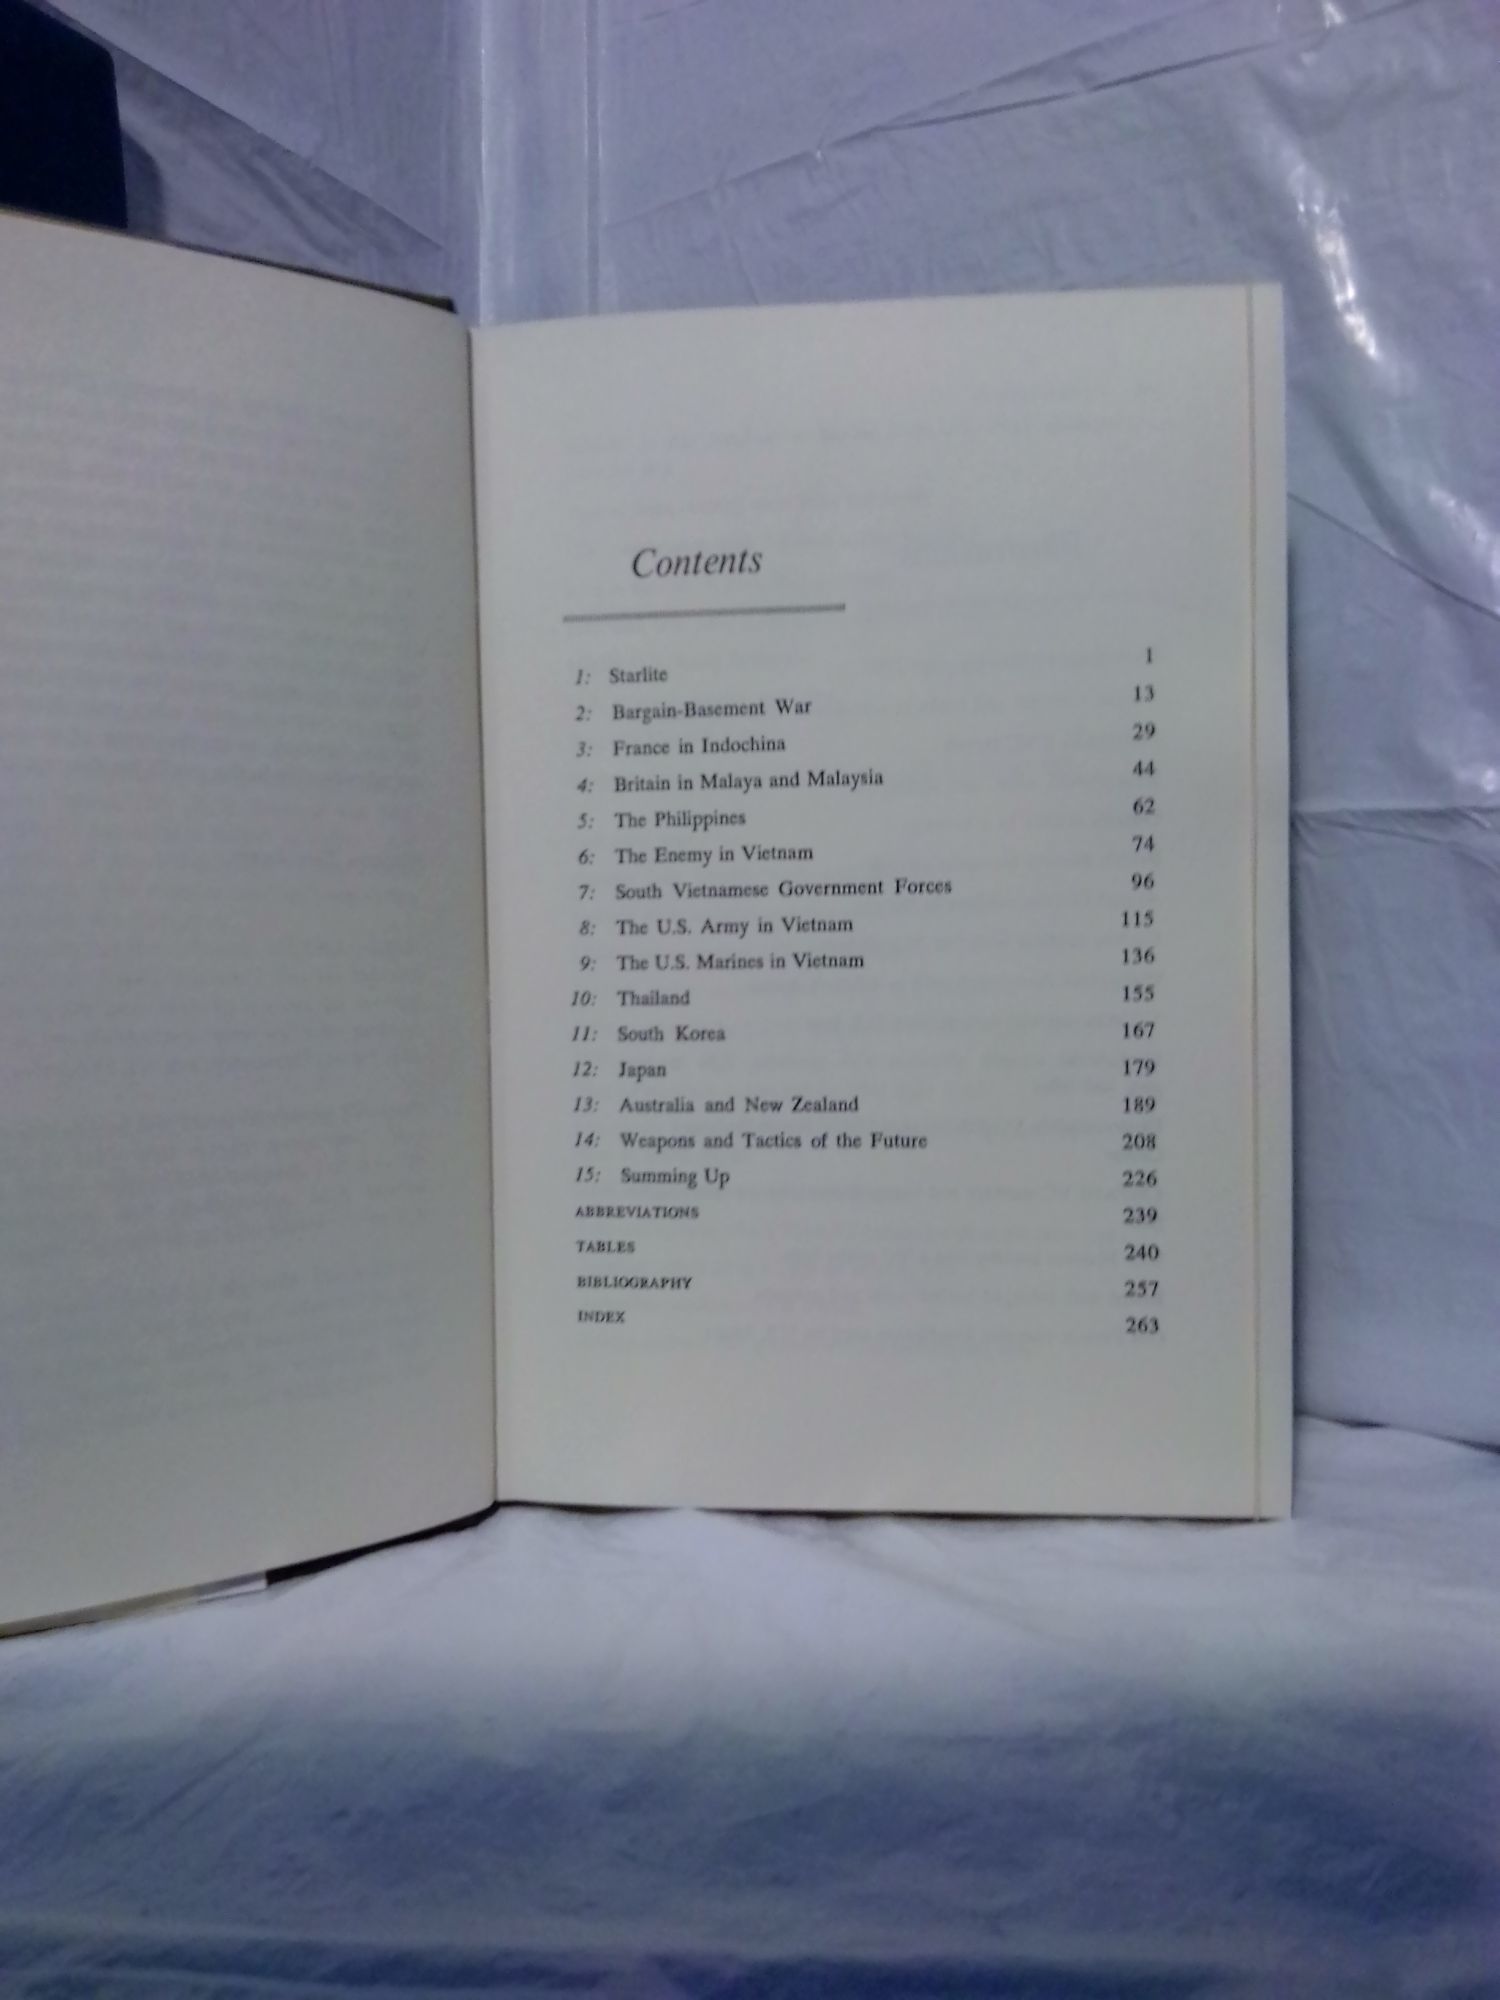 Contents
1: Starlite 1
2: Bargain-Basement War 13
3: France in Indochina 29
4: Britain in Malaya and Malaysia 44
5: The Philippines 62
6: The Enemy in Vietnam 74
7: South Vietnamese Government Forces 96
8: The U.S. Army in Vietnam 115
9: The U.S. Marines in Vietnam 136
10: Thailand 155
11: South Korea 167
12: Japan 179
13: Australia and New Zealand 189
14: Weapons and Tactics of the Future 208
15: Summing Up 226
ABBREVIATIONS 239
TABLES 240
BIBLIOGRAPHY 257
INDEX 263